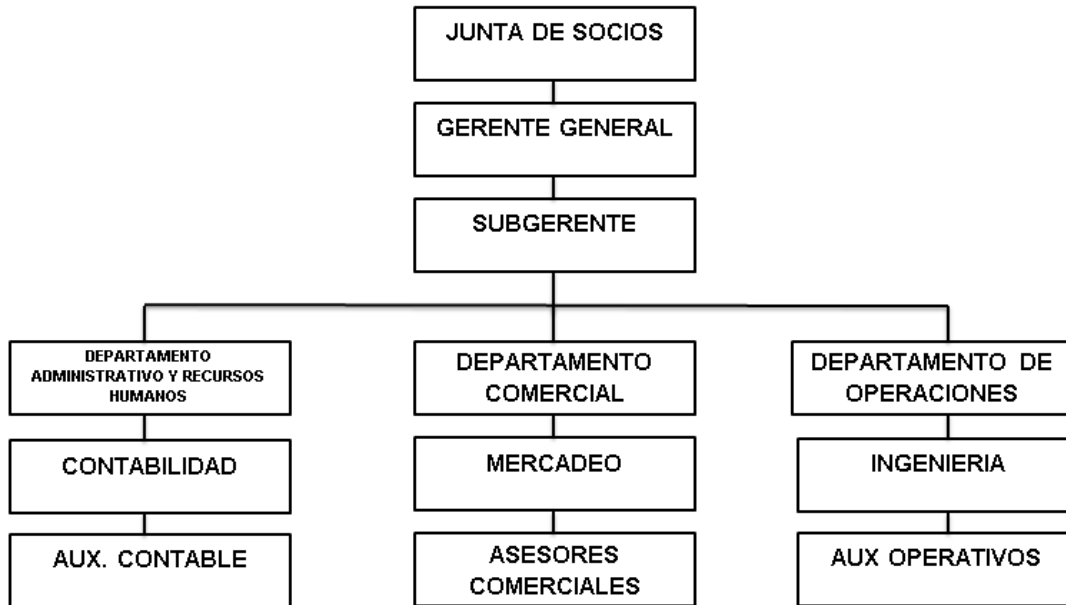 JUNTA DE SOCIOS
GERENTE GENERAL
SUBGERENTE
DEPARTAMENTO
ADMINISTRATIVO Y RECURSOS
HUMANOS
DEPARTAMENTO
COMERCIAL
DEPARTAMENTO DE
OPERACIONES
CONTABILIDAD
MERCADEO
INGENIERIA
AUX. CONTABLE
ASESORES
COMERCIALES
AUX OPERATIVOS